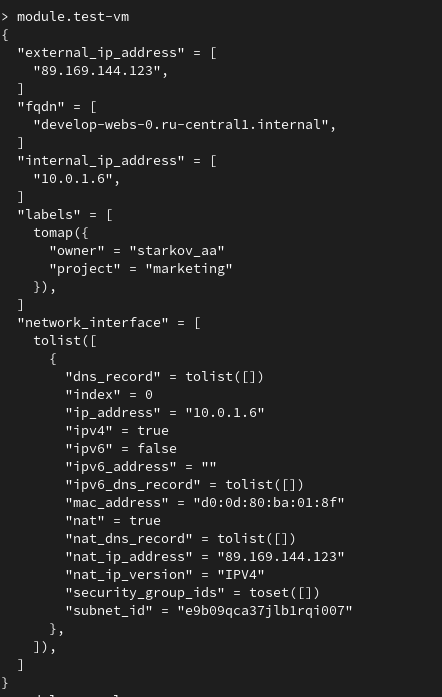 > module.test-vm
{
  "external_ip_address" = [
    "89.169.144.123",
  ]
  "fqdn" = [
    "develop-webs-0.ru-central1.internal",
  ]
  "internal_ip_address" = [
    "10.0.1.6",
  ]
  "labels" = [
    tomap({
      "owner" = "starkov_aa"
      "project" = "marketing"
    }),
  ]
  "network_interface" = [
    tolist([
      {
        "dns_record" = tolist([])
        "index" = 0
        "ip_address" = "10.0.1.6"
        "ipv4" = true
        "ipv6" = false
        "ipv6_address" = ""
        "ipv6_dns_record" = tolist([])
        "mac_address" = "d0:0d:80:ba:01:8f"
        "nat" = true
        "nat_dns_record" = tolist([])
        "nat_ip_address" = "89.169.144.123"
        "nat_ip_version" = "IPV4"
        "security_group_ids" = toset([])
        "subnet_id" = "e9b09qca37jlb1rqi007"
      },
    ]),
  ]
}